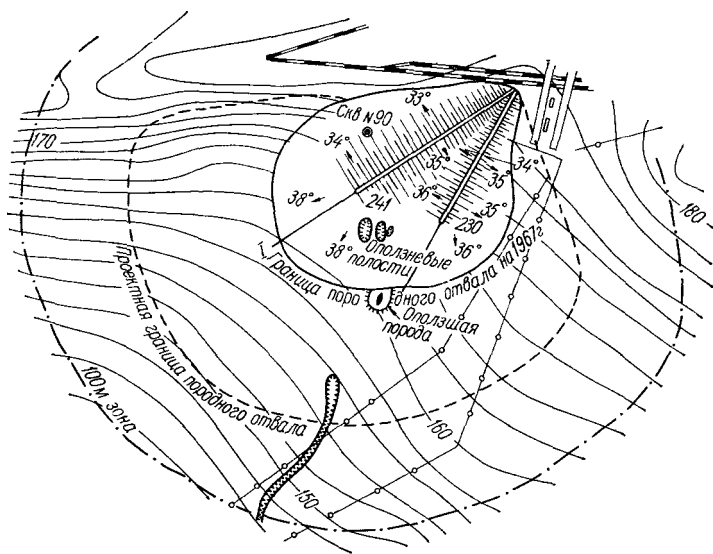 33°
Скв N90
34°
170
35°
34°
35°
36°
38°
241
35°
230
180
38°
Оползневые
полости
36°
Граница породного отвала на 1967г
Оползшая
порода
Проектная граница породного отвала
100м зона
160
150